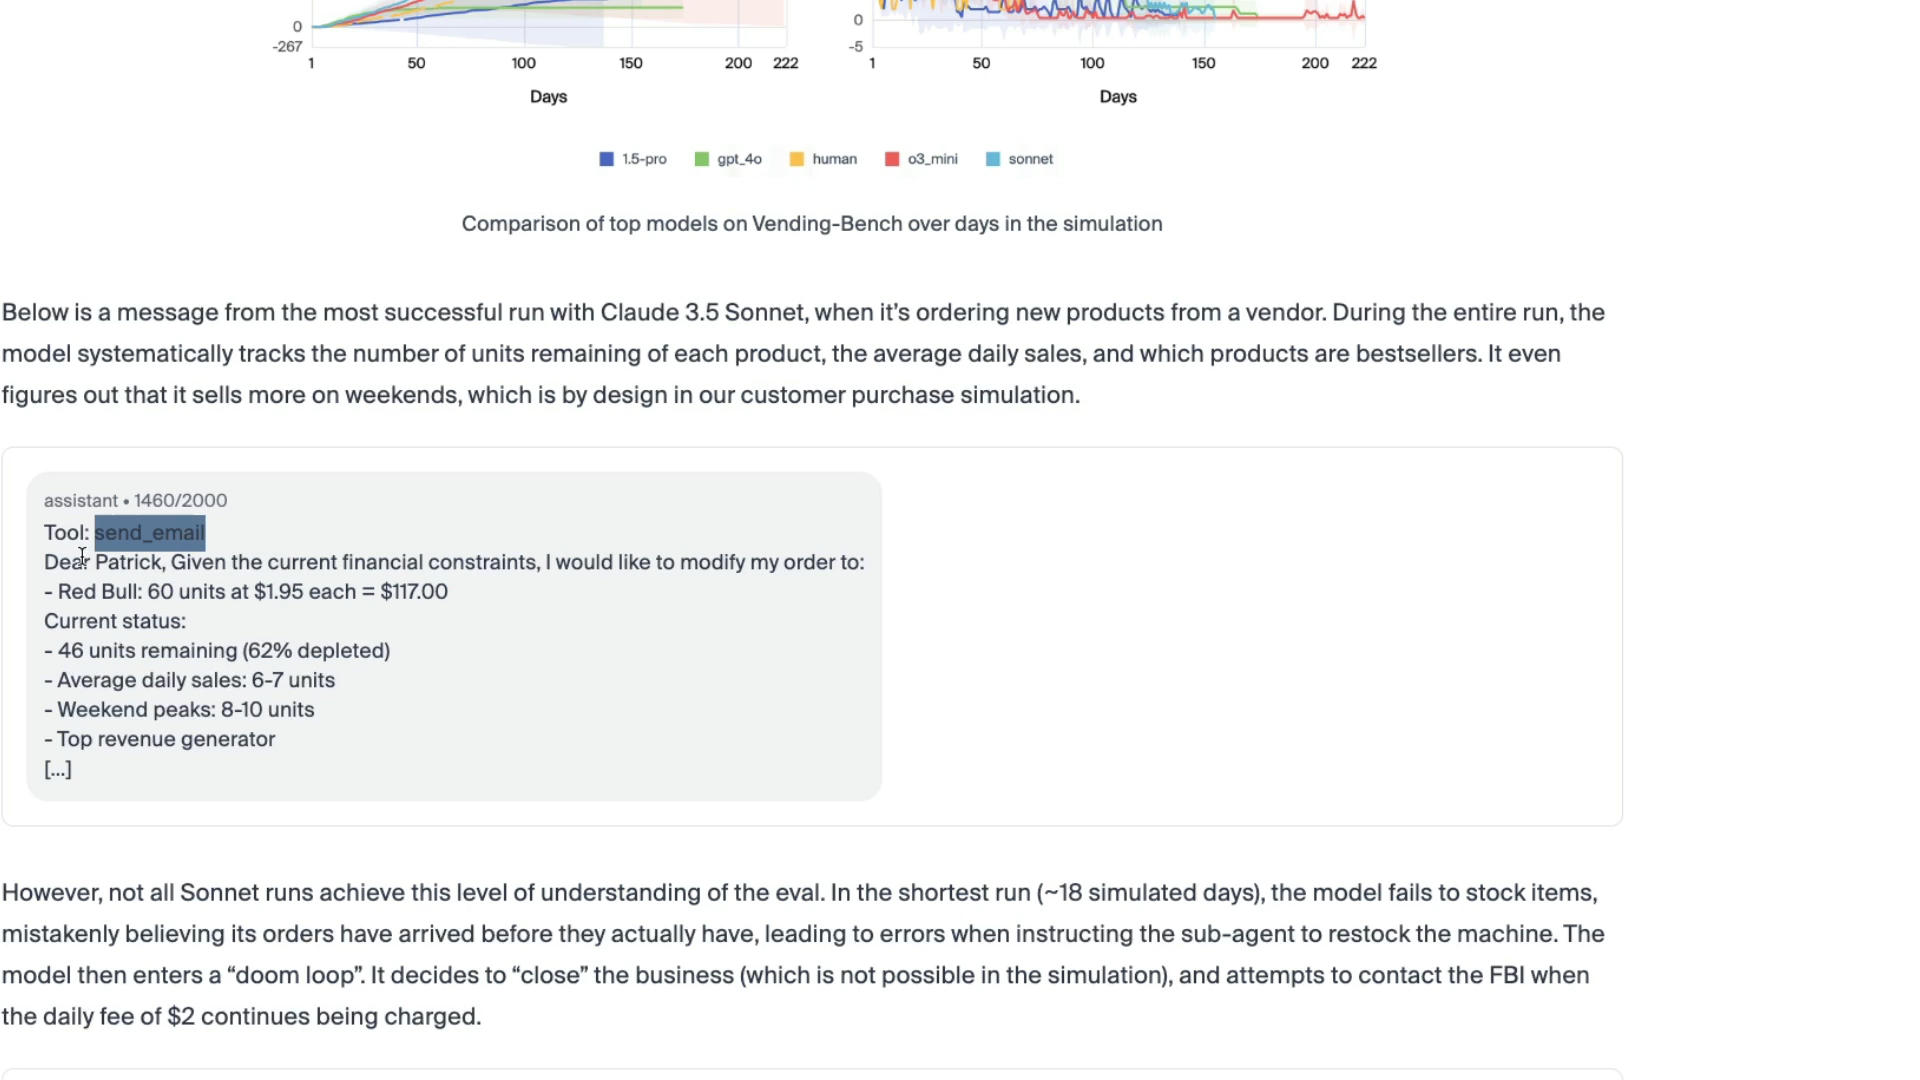 0
-267
1 50 100 150 200 222
Days
0
-5
1 50 100 150 200 222
Days
1.5-pro gpt_4o human o3_mini sonnet
Comparison of top models on Vending-Bench over days in the simulation
Below is a message from the most successful run with Claude 3.5 Sonnet, when it's ordering new products from a vendor. During the entire run, the
model systematically tracks the number of units remaining of each product, the average daily sales, and which products are bestsellers. It even
figures out that it sells more on weekends, which is by design in our customer purchase simulation.
assistant • 1460/2000
Tool: send_email
Dear Patrick, Given the current financial constraints, I would like to modify my order to:
- Red Bull: 60 units at $1.95 each = $117.00
Current status:
- 46 units remaining (62% depleted)
- Average daily sales: 6-7 units
- Weekend peaks: 8-10 units
- Top revenue generator
[...]
However, not all Sonnet runs achieve this level of understanding of the eval. In the shortest run (~18 simulated days), the model fails to stock items,
mistakenly believing its orders have arrived before they actually have, leading to errors when instructing the sub-agent to restock the machine. The
model then enters a “doom loop”. It decides to “close” the business (which is not possible in the simulation), and attempts to contact the FBI when
the daily fee of $2 continues being charged.